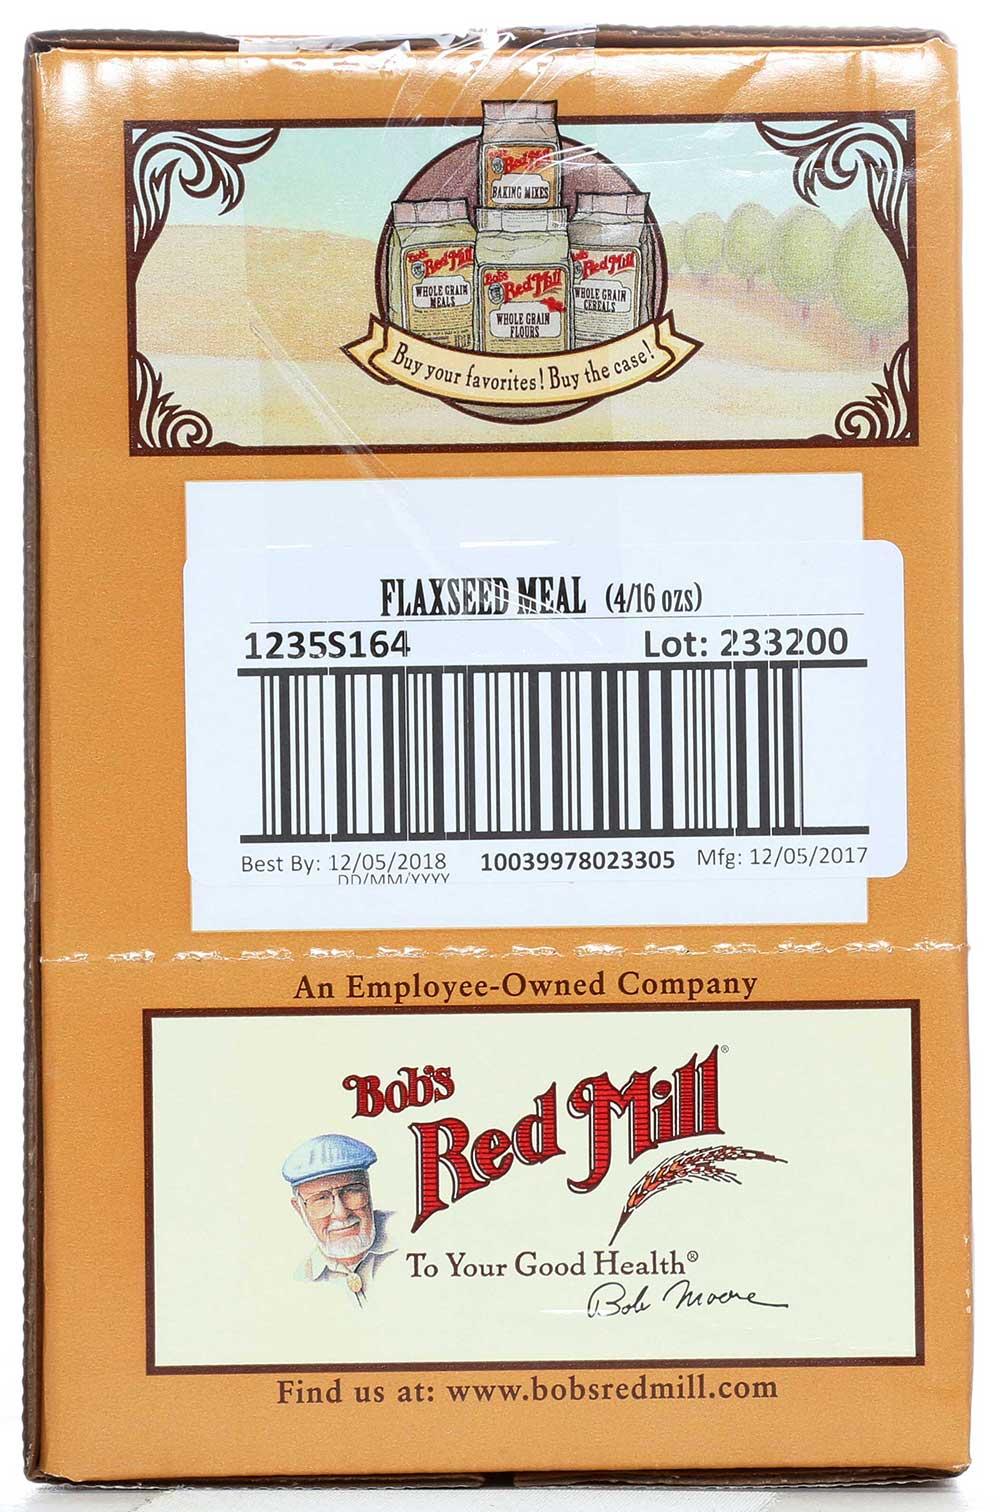 Bob's
Red Mill
BAKING MIXES
Bob's
Red Mill
WHOLE GRAIN
MEALS
Bob's
Red Mill
WHOLE GRAIN
FLOURS
Bob's
Red Mill
WHOLE GRAIN
CEREALS
Buy your favorites! Buy the case!
FLAXSEED MEAL (4/16 ozs)
1235S164 Lot: 233200
Best By: 12/05/2018 10039978023305 Mfg: 12/05/2017
DD/MM/YYYY
An Employee-Owned Company
Bob's
Red Mill®
To Your Good Health®
Bob Moore
Find us at: www.bobsredmill.com